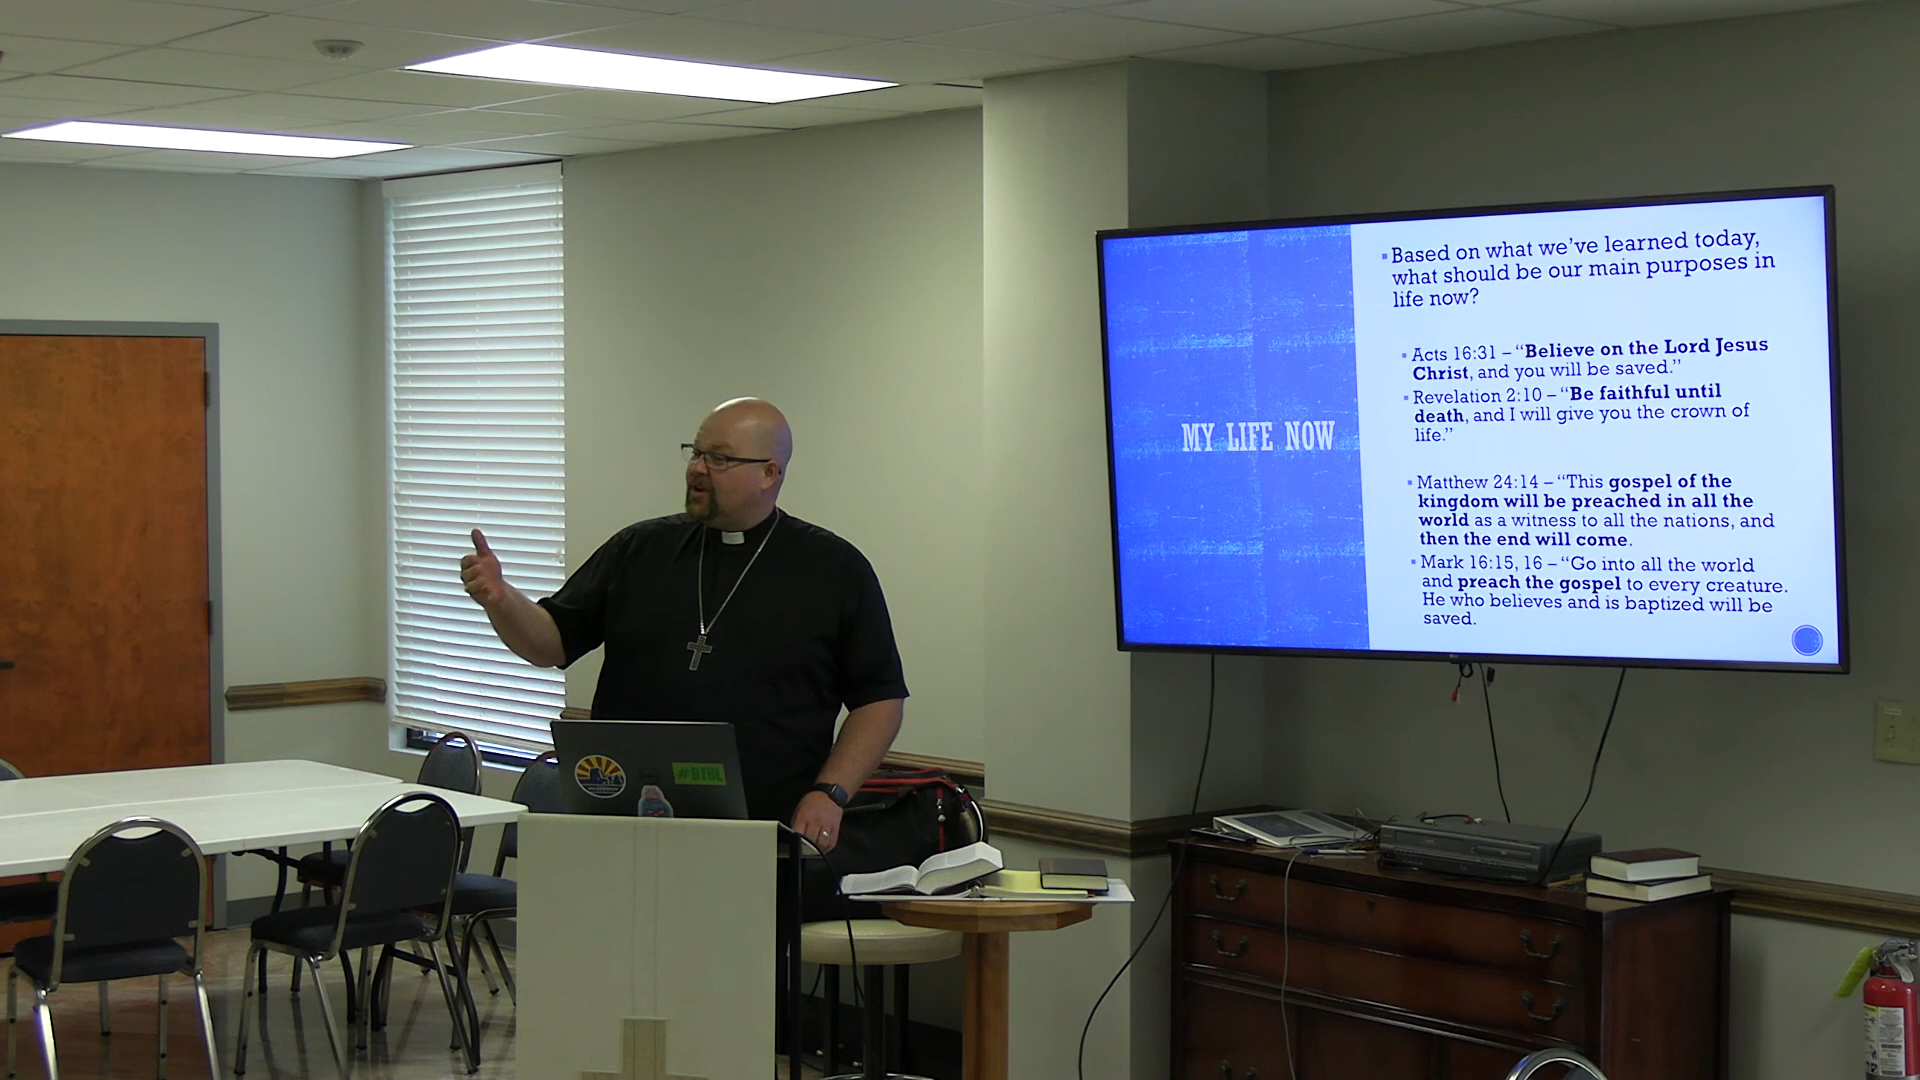 MY LIFE NOW
Based on what we've learned today,
what should be our main purposes in
life now?
Acts 16:31 – “Believe on the Lord Jesus
Christ, and you will be saved.”
Revelation 2:10 – “Be faithful until
death, and I will give you the crown of
life.”
Matthew 24:14 – “This gospel of the
kingdom will be preached in all the
world as a witness to all the nations, and
then the end will come.
Mark 16:15, 16 – “Go into all the world
and preach the gospel to every creature.
He who believes and is baptized will be
saved.